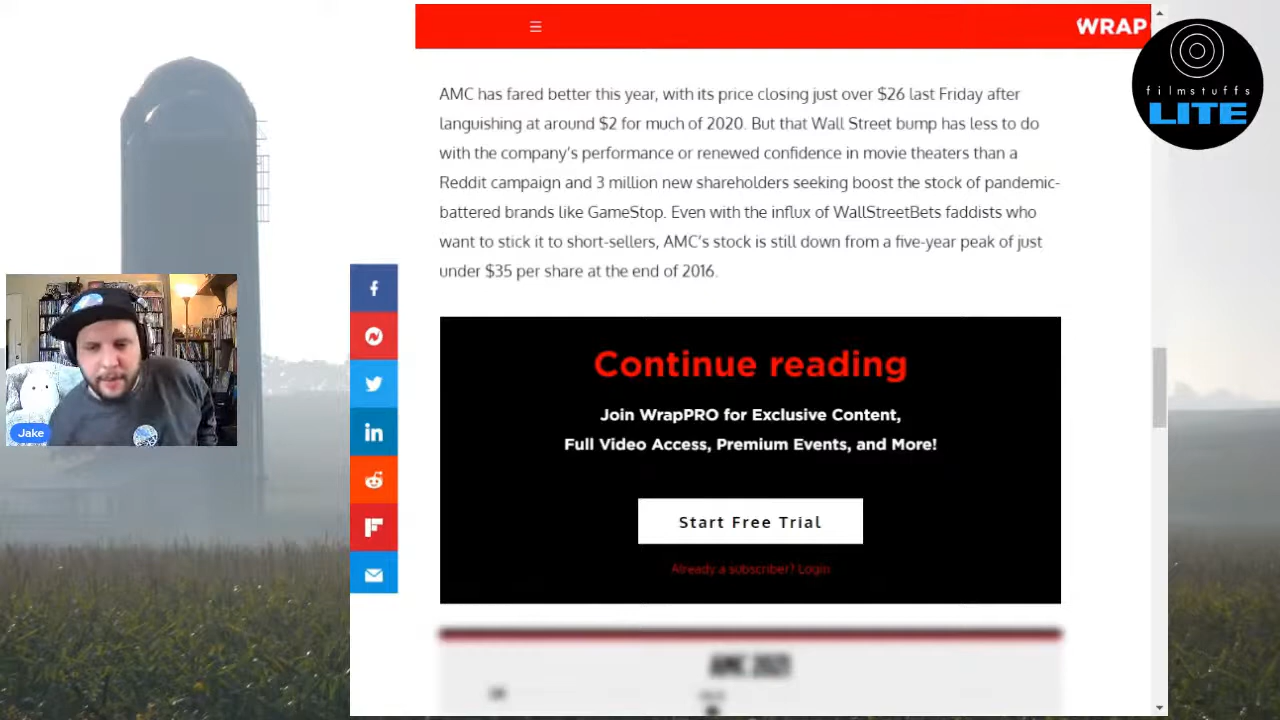 WRAP
filmstuffs
LITE
AMC has fared better this year, with its price closing just over $26 last Friday after
languishing at around $2 for much of 2020. But that Wall Street bump has less to do
with the company's performance or renewed confidence in movie theaters than a
Reddit campaign and 3 million new shareholders seeking boost the stock of pandemic-
battered brands like GameStop. Even with the influx of WallStreetBets faddists who
want to stick it to short-sellers, AMC's stock is still down from a five-year peak of just
under $35 per share at the end of 2016.
Jake
Continue reading
Join WrapPRO for Exclusive Content,
Full Video Access, Premium Events, and More!
Start Free Trial
Already a subscriber? Login
AMC 2021